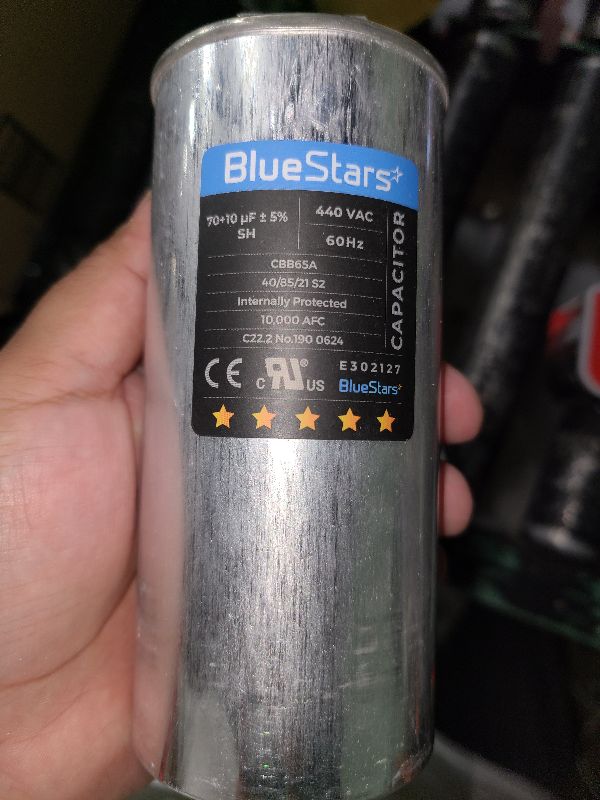 BlueStars
70+10 µF ± 5%
SH
440 VAC
60Hz
CAPACITOR
CBB65A
40/85/21 S2
Internally Protected
10,000 AFC
C22.2 No.190 0624
CE
c RU® US
E302127
BlueStars